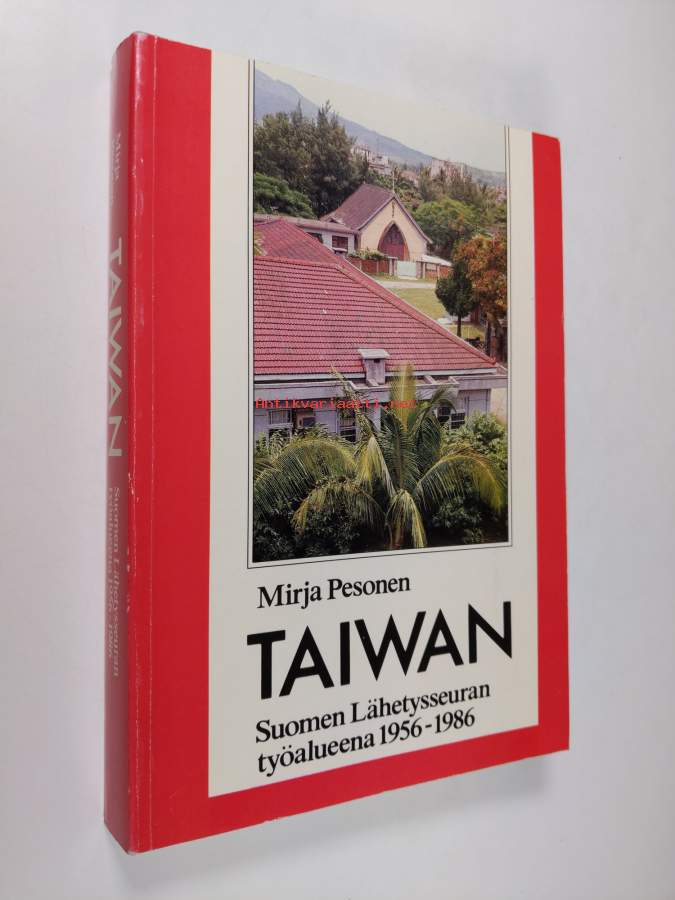 Mirja
TAIWAN
Suomen Lähetysseuran
työalueena 1956-1986
Antikvariaatti.net
Mirja Pesonen
TAIWAN
Suomen Lähetysseuran
työalueena 1956-1986